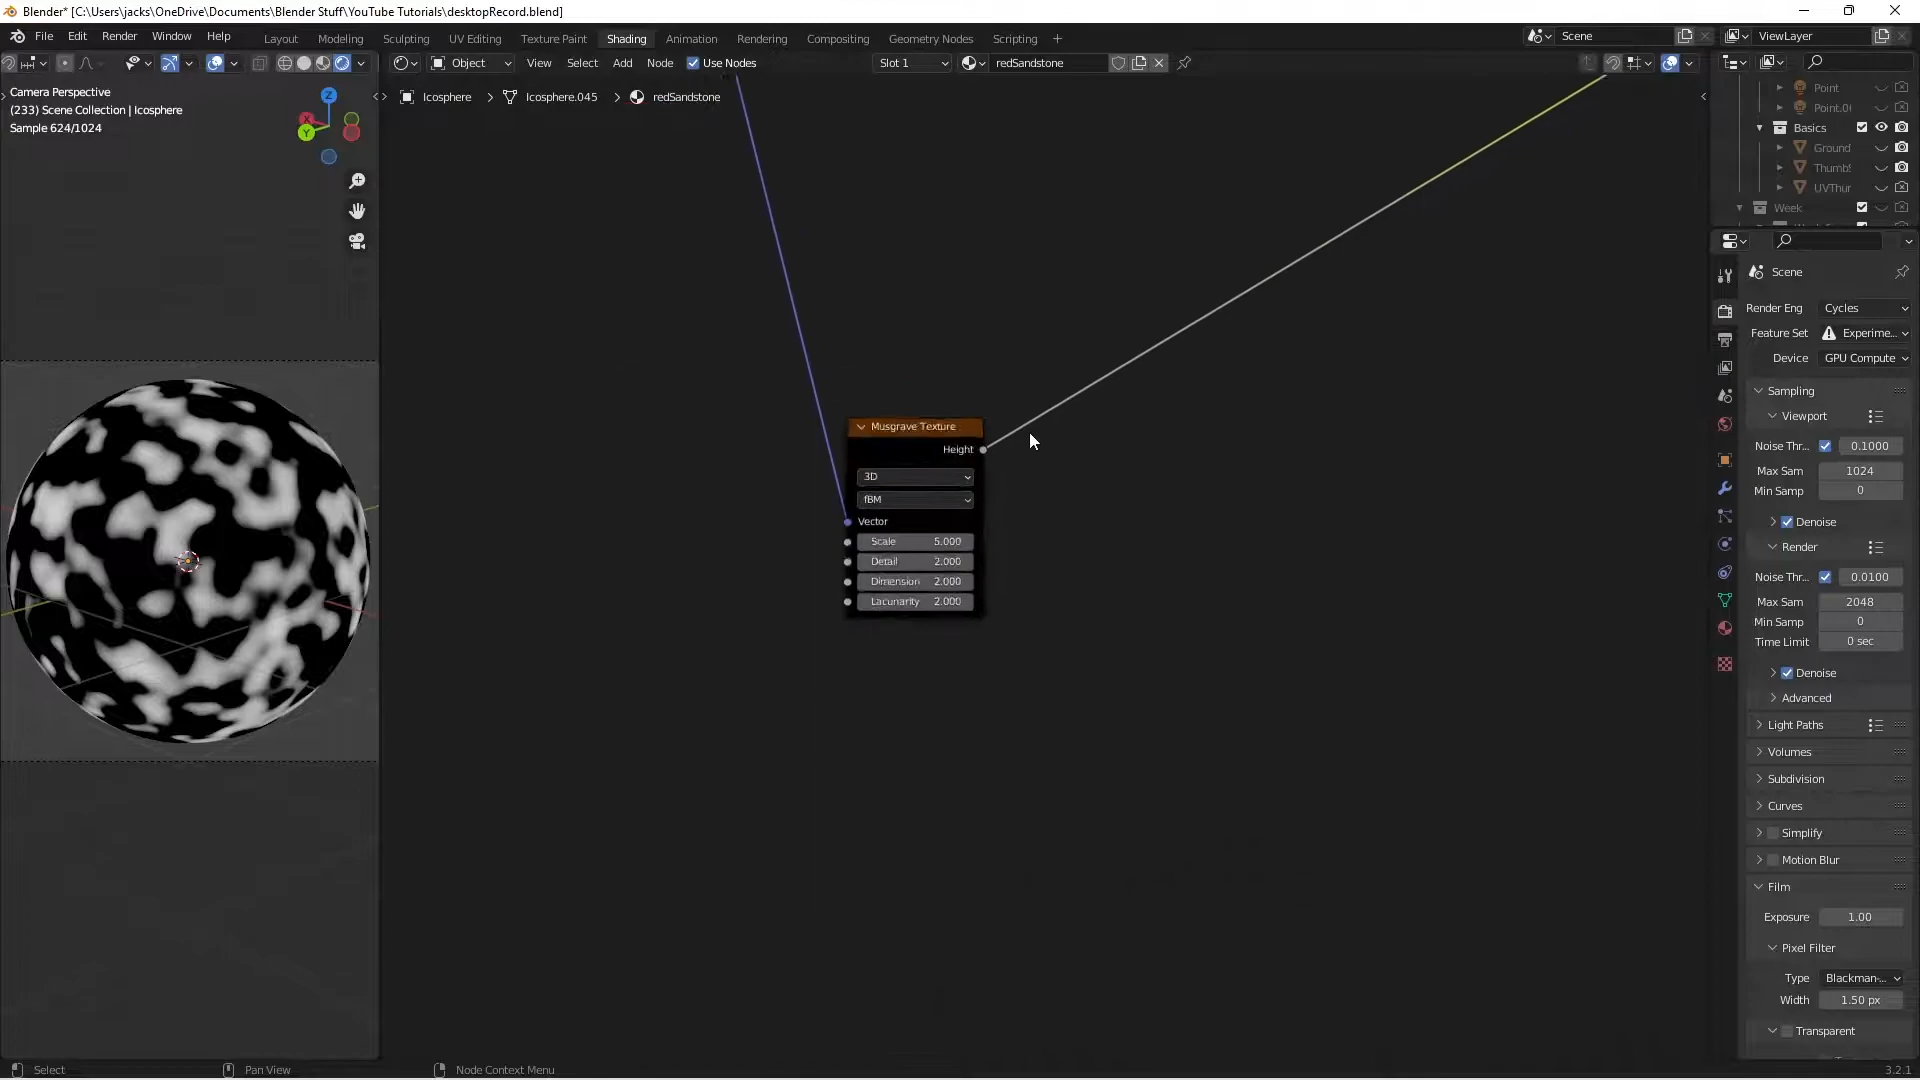 Blender* [C:\Users\jacks\OneDrive\Documents\Blender Stuff\YouTube Tutorials\desktopRecord.blend]
File Edit Render Window Help Layout Modeling Sculpting UV Editing Texture Paint Shading Animation Rendering Compositing Geometry Nodes Scripting + Scene ViewLayer
Object View Select Add Node Use Nodes Slot 1 redSandstone
Camera Perspective
(233) Scene Collection | Icosphere
Sample 624/1024
Z
X
Y
Icosphere > Icosphere.045 > redSandstone
Musgrave Texture
Height
3D
fBM
Vector
Scale 5.000
Detail 2.000
Dimension 2.000
Lacunarity 2.000
Point
Point.0
Basics
Ground
Thumb
UVThur
Week
Scene
Render Eng Cycles
Feature Set Experime...
Device GPU Compute
Sampling
Viewport
Noise Thr... 0.1000
Max Sam 1024
Min Samp 0
Denoise
Render
Noise Thr... 0.0100
Max Sam 2048
Min Samp 0
Time Limit 0 sec
Denoise
Advanced
Light Paths
Volumes
Subdivision
Curves
Simplify
Motion Blur
Film
Exposure 1.00
Pixel Filter
Type Blackman-...
Width 1.50 px
Transparent
Select Pan View Node Context Menu 3.2.1